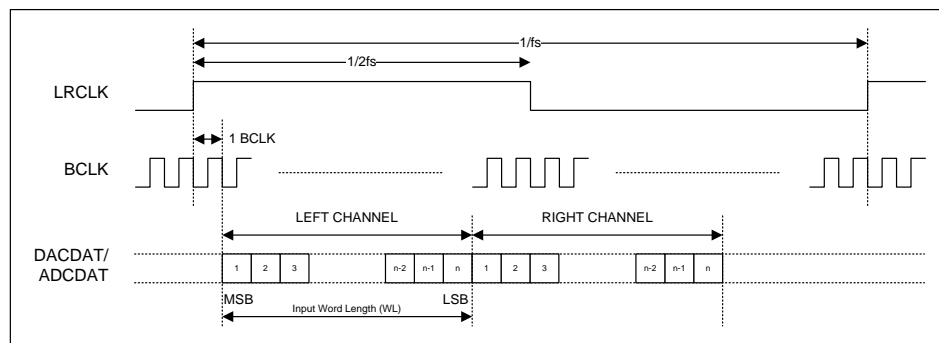 1/fs
1/2fs
LRCLK
1 BCLK
BCLK
LEFT CHANNEL RIGHT CHANNEL
DACDAT/
ADCDAT
1 2 3 n-2 n-1 n 1 2 3 n-2 n-1 n
MSB LSB
Input Word Length (WL)